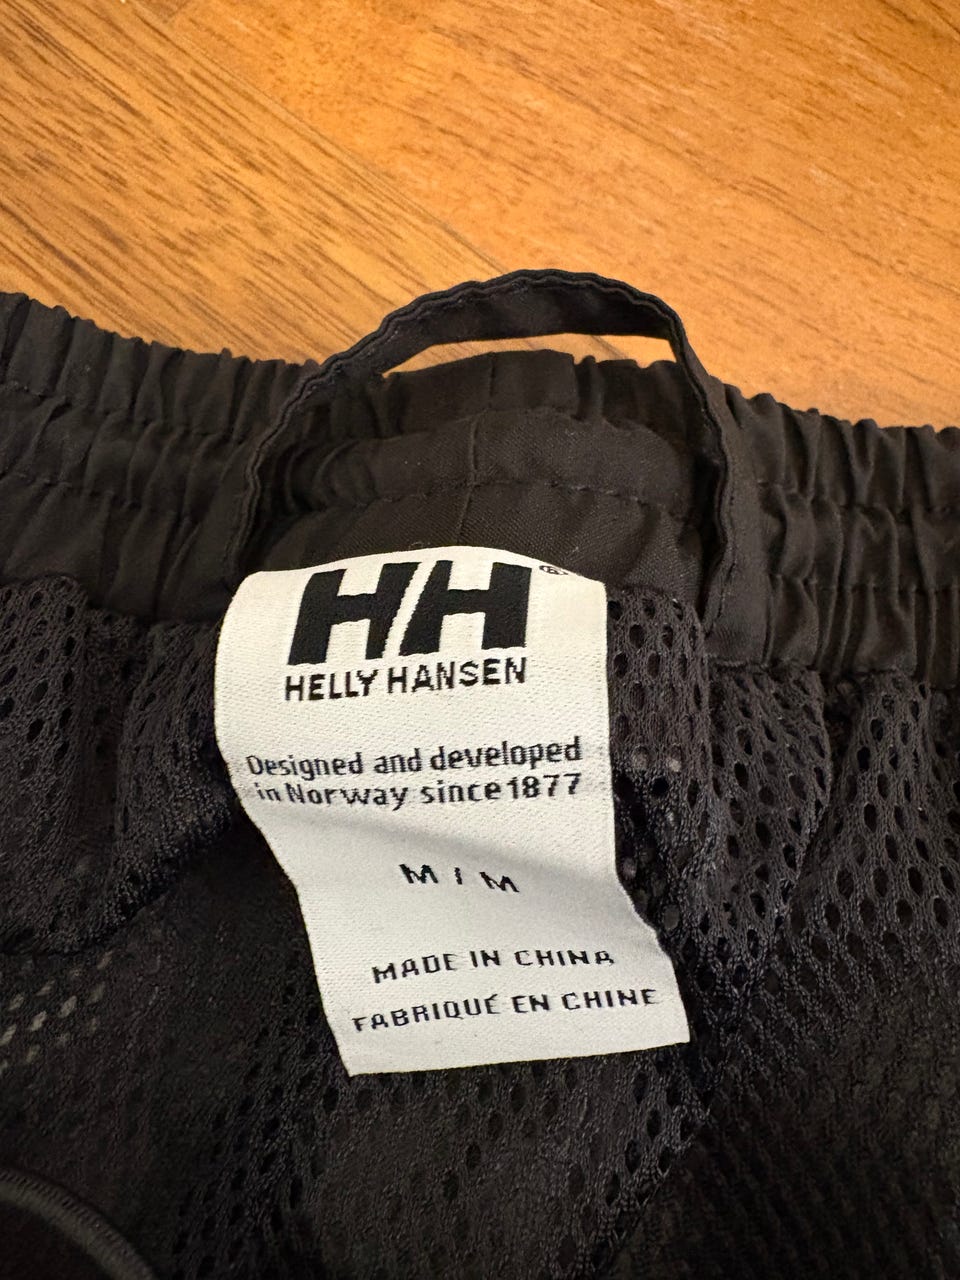 HH®
HELLY HANSEN
Designed and developed
in Norway since 1877
M / M
MADE IN CHINA
FABRIQUÉ EN CHINE